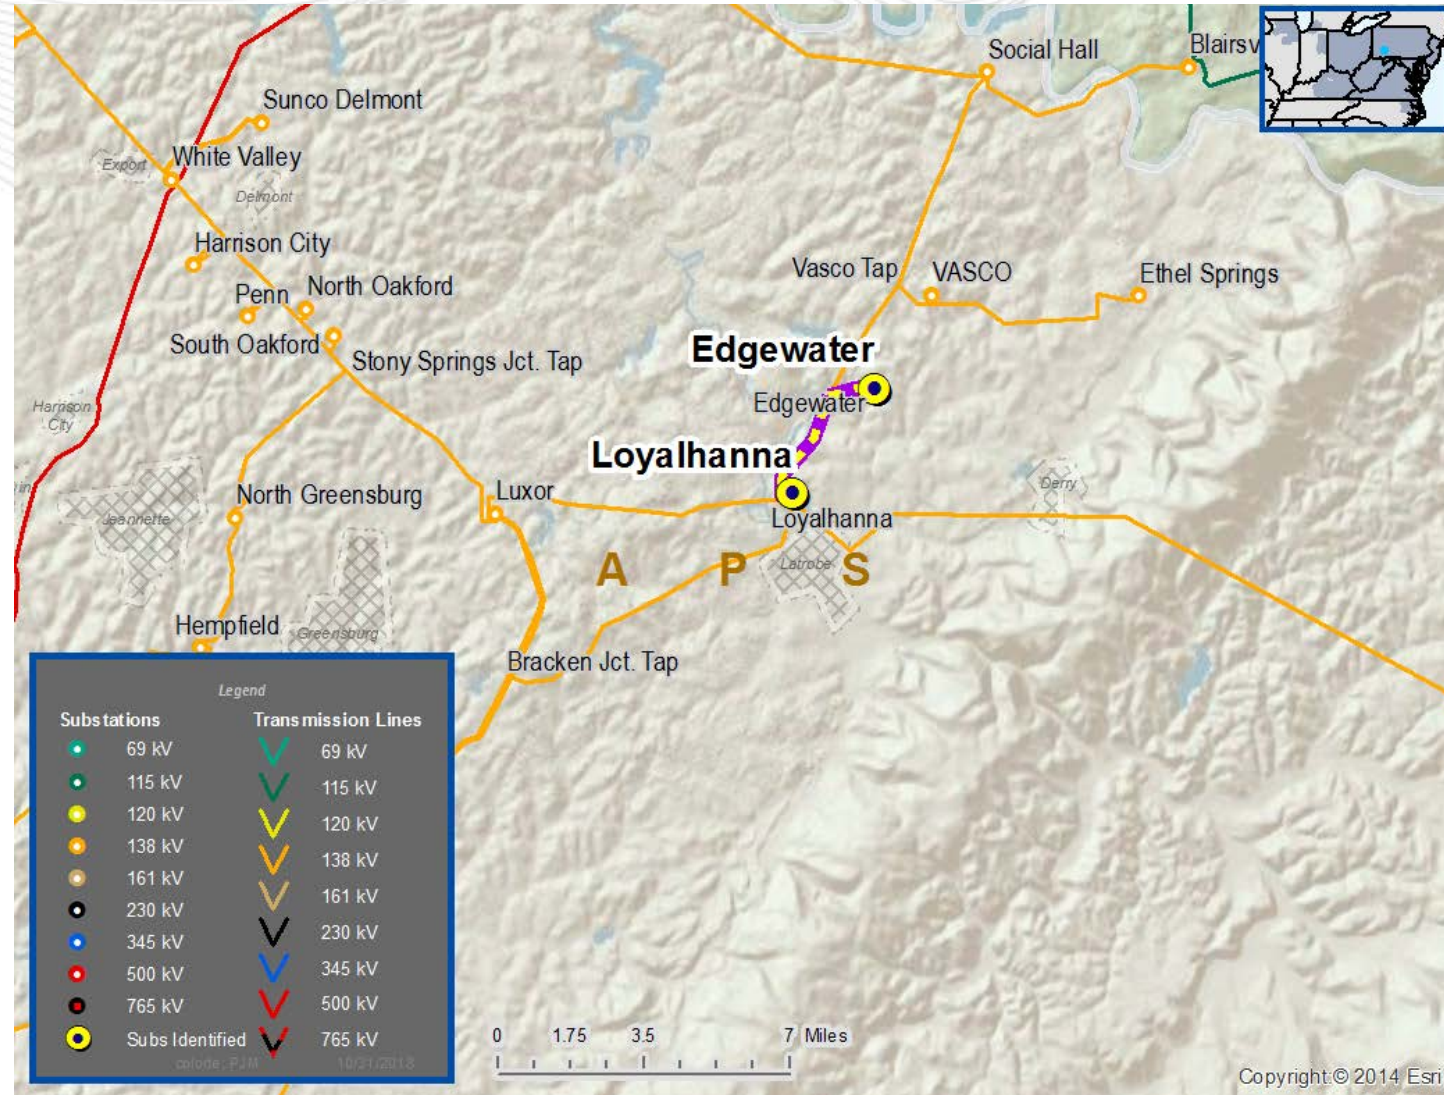 Social Hall
Blairsv
Sunco Delmont
Export
White Valley
Delmont
Harrison City
Vasco Tap
VASCO
Ethel Springs
Penn
North Oakford
South Oakford
Stony Springs Jct. Tap
Edgewater
Edgewater
Harrison
City
Loyalhanna
Jeannette
North Greensburg
Luxor
Derry
Loyalhanna
A P S
Latrobe
Hempfield
Greensburg
Bracken Jct. Tap
Legend
Substations
69 kV
115 kV
120 kV
138 kV
161 kV
230 kV
345 kV
500 kV
765 kV
Subs Identified
Transmission Lines
69 kV
115 kV
120 kV
138 kV
161 kV
230 kV
345 kV
500 kV
765 kV
0 1.75 3.5 7 Miles
Copyright:© 2014 Esri